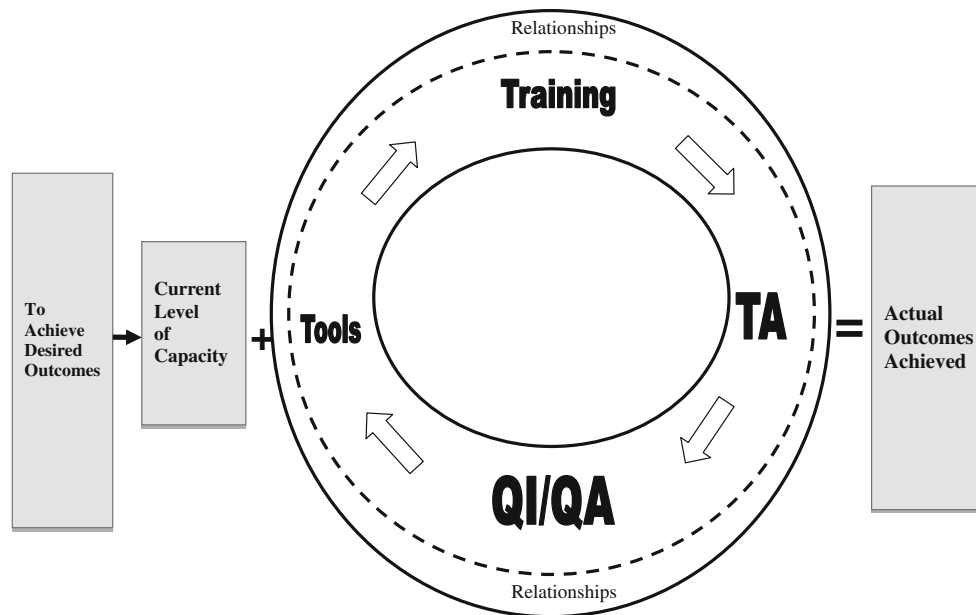 Relationships
Training
To
Achieve
Desired
Outcomes
Current
Level
of
Capacity
+
Tools
TA
=
Actual
Outcomes
Achieved
QI/QA
Relationships